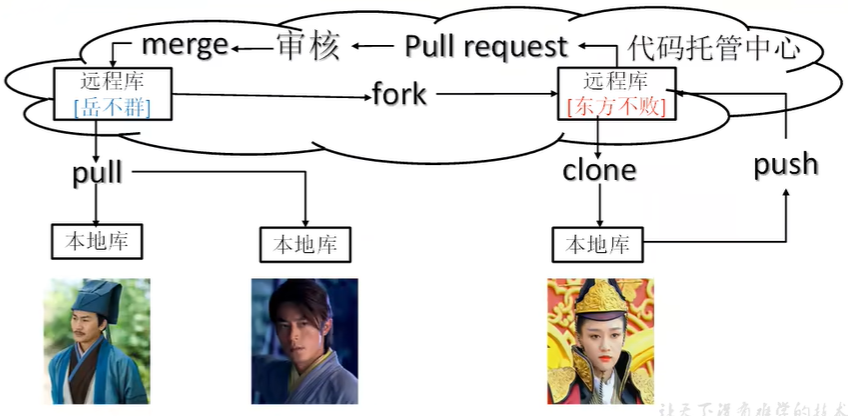 merge 审核 Pull request 代码托管中心
远程库
[岳不群]
fork
远程库
[东方不败]
pull
clone
push
本地库
本地库
本地库
让天下没有难学的技术